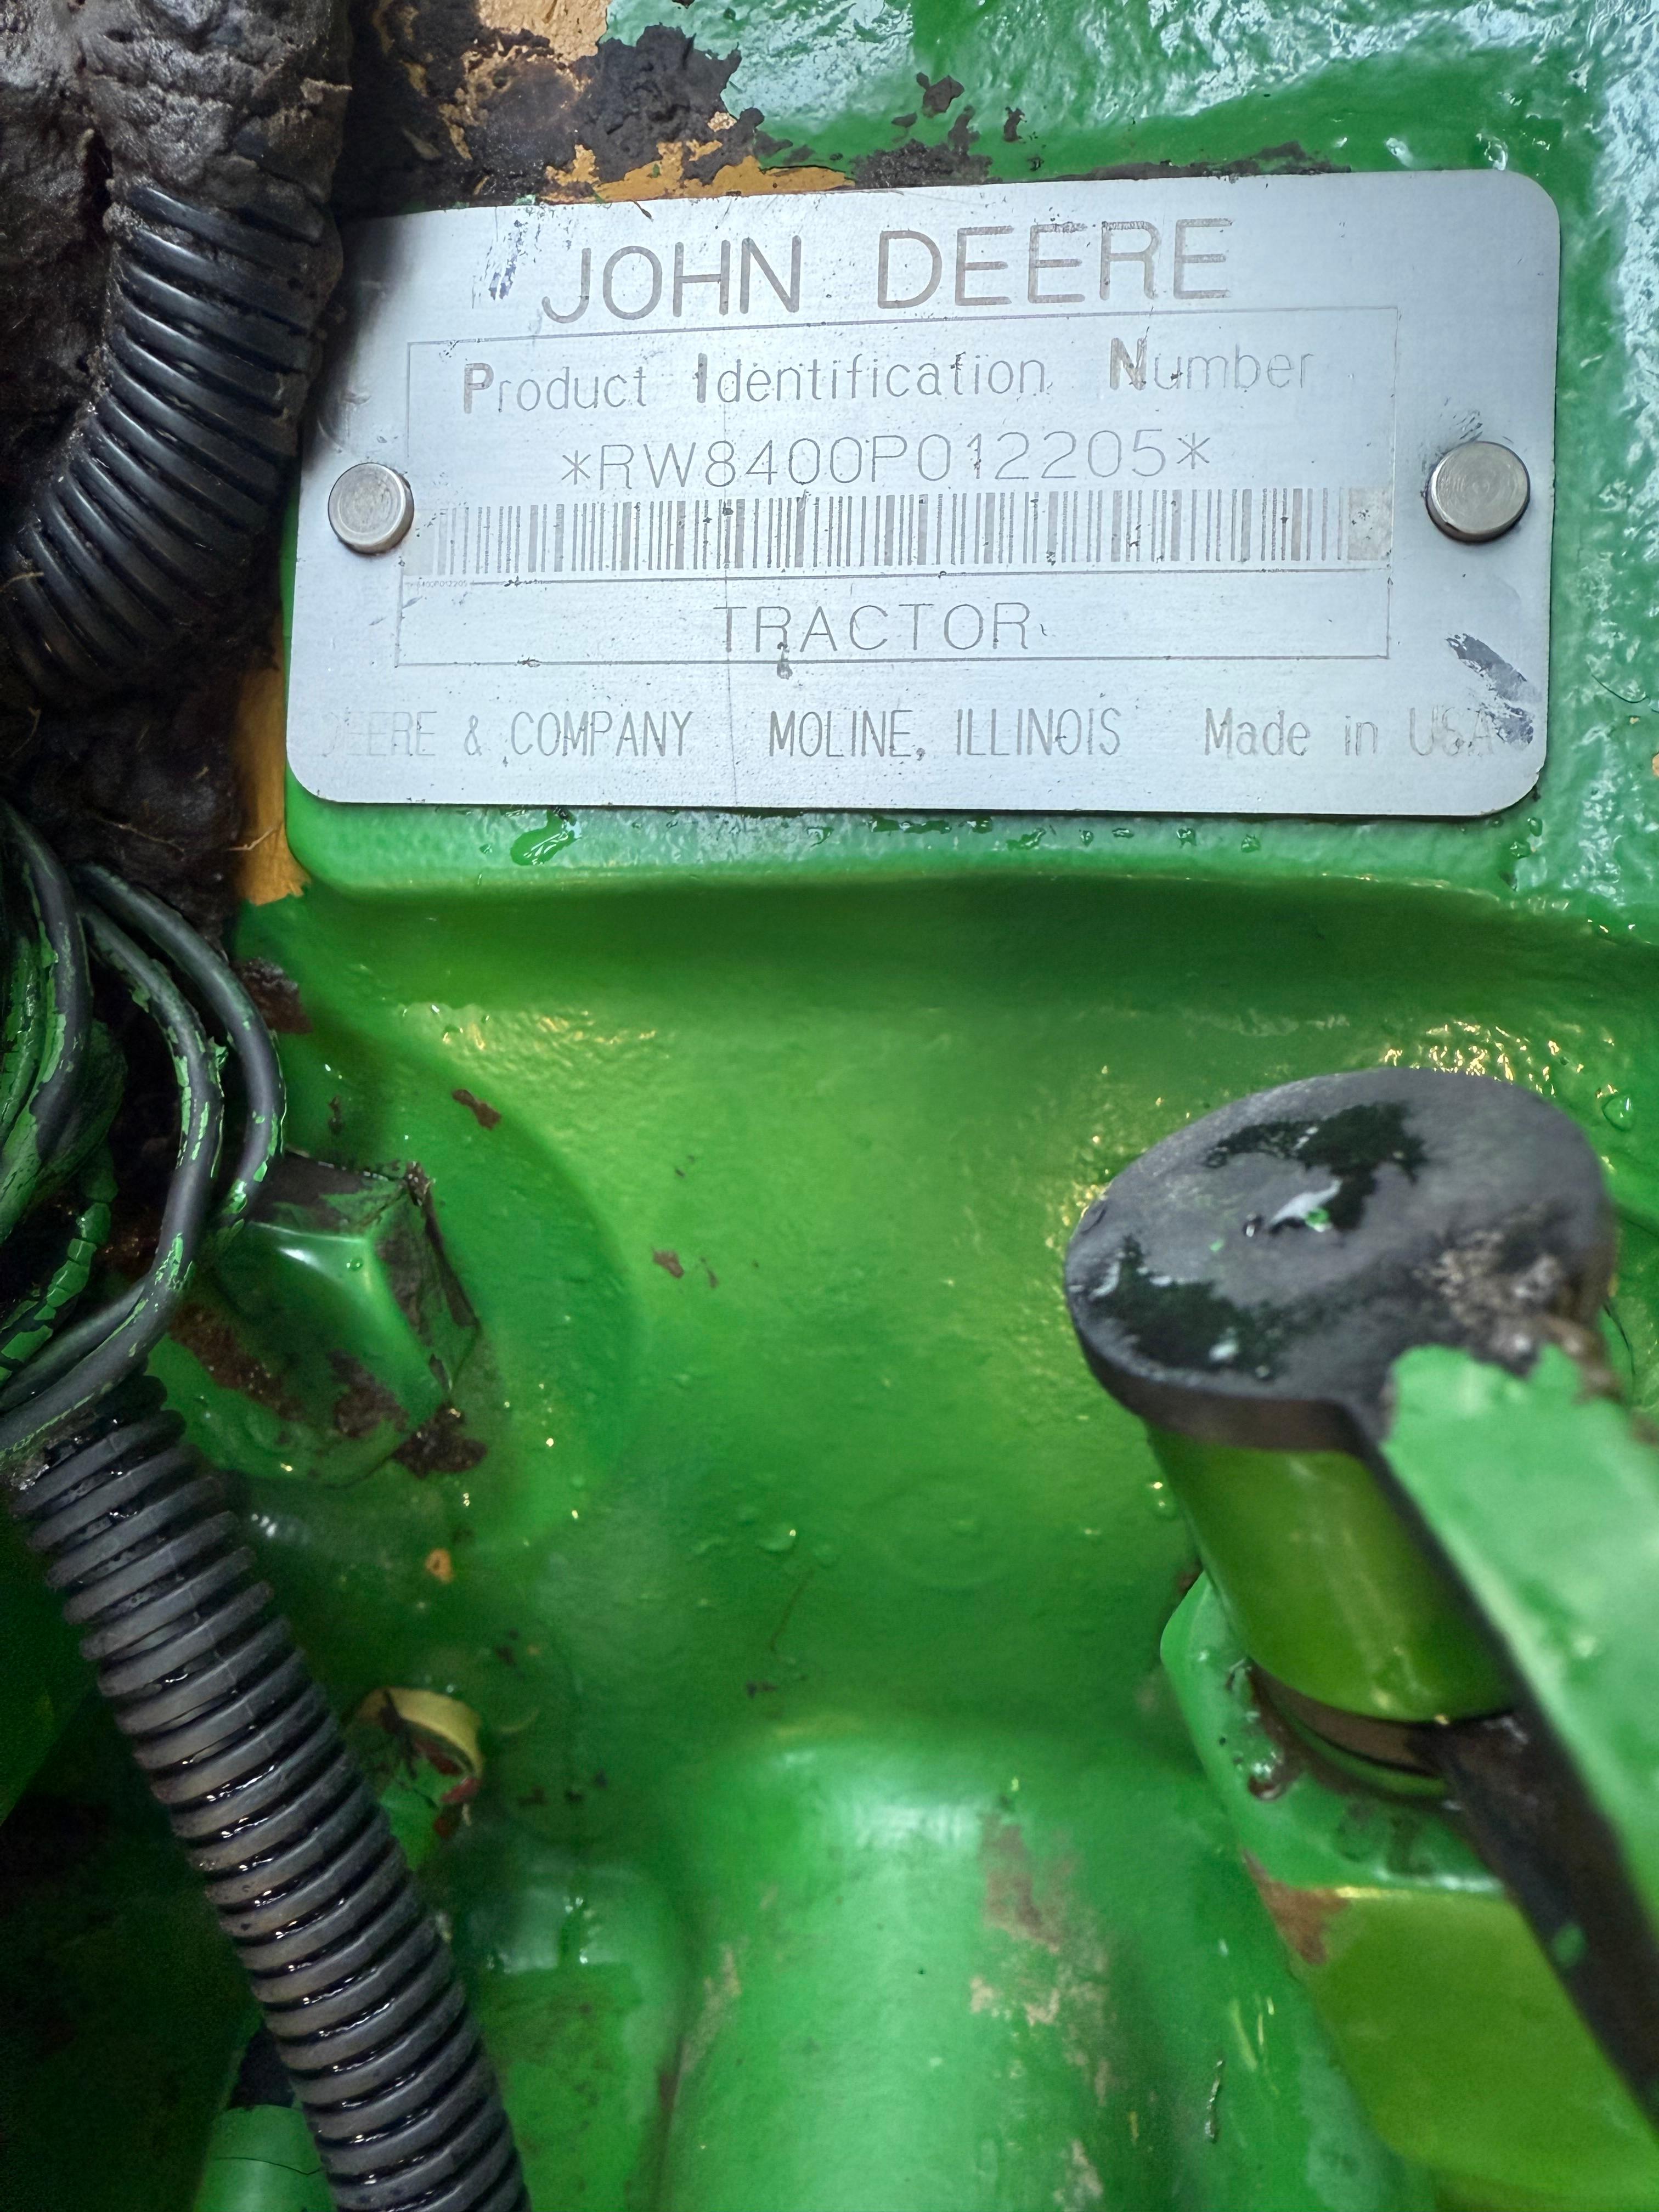 JOHN DEERE
Product Identification Number
*RW8400P012205*
TRACTOR
DEERE & COMPANY MOLINE, ILLINOIS Made in USA